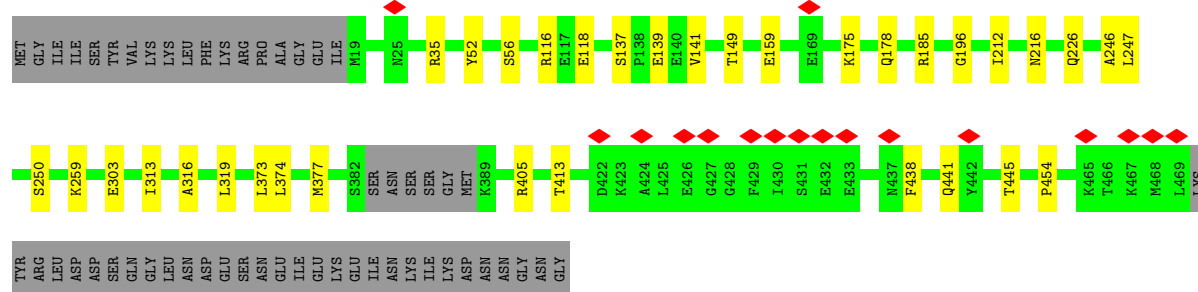 MET GLY ILE ILE SER TYR VAL LYS LYS LEU PHE LYS ARG PRO ALA GLY GLU ILE M19 N25 R35 Y52 S56 R116 E117 E118 S137 P138 E139 E140 V141 T149 E159 E169 K175 Q178 R185 G196 I212 N216 Q226 A246 L247
S250 K259 E303 I313 A316 L319 L373 L374 M377 S382 SER ASN SER SER GLY MET K389 R405 T413 D422 K423 A424 L425 E426 G427 G428 F429 I430 S431 E432 E433 N437 F438 Q441 Y442 T445 P454 K465 T466 K467 M468 L469 LYS
TYR ARG LEU ASP ASP SER GLN GLY LEU ASN ASP GLU SER ASN GLU ILE GLU LYS GLU ILE ASN LYS ILE LYS ASP ASN ASN GLY ASN GLY